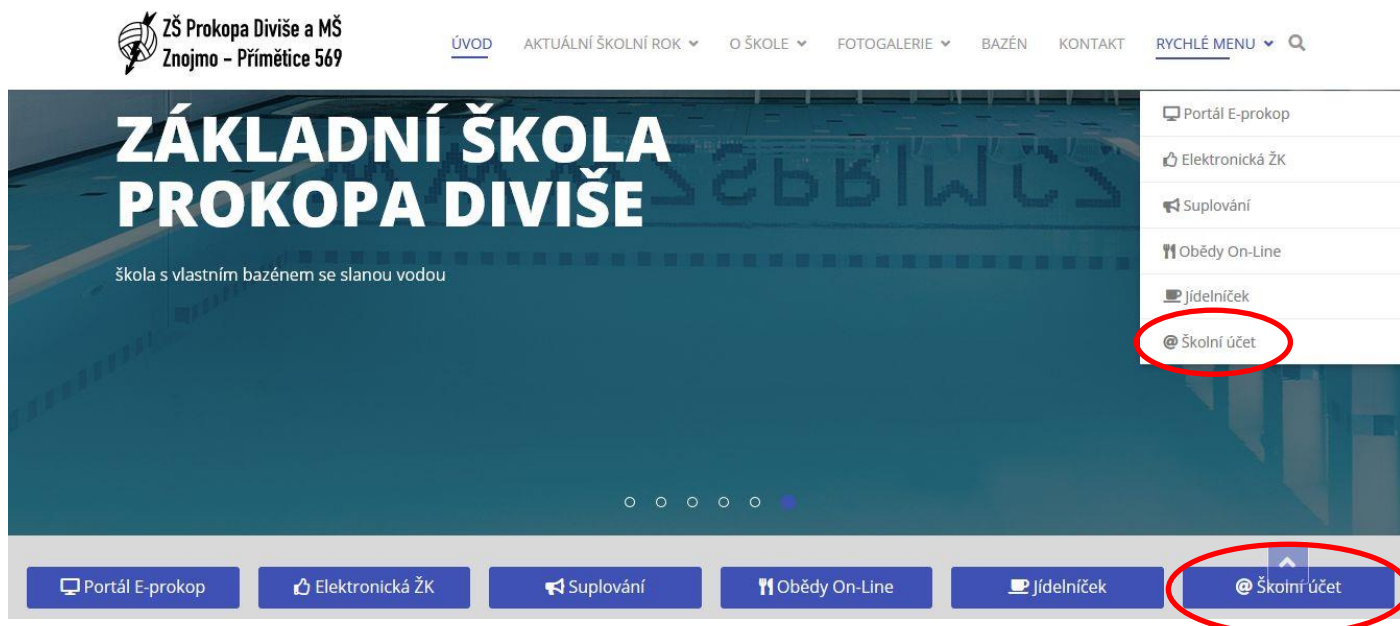 ZŠ Prokopa Diviše a MŠ
Znojmo – Přímětice 569
ÚVOD AKTUÁLNÍ ŠKOLNÍ ROK O ŠKOLE FOTOGALERIE BAZÉN KONTAKT RYCHLÉ MENU
Portál E-prokop
Elektronická ŽK
Suplování
Obědy On-Line
Jídelníček
@ Školní účet
ZÁKLADNÍ ŠKOLA
PROKOPA DIVIŠE
škola s vlastním bazénem se slanou vodou
Portál E-prokop Elektronická ŽK Suplování Obědy On-Line Jídelníček @ Školní účet